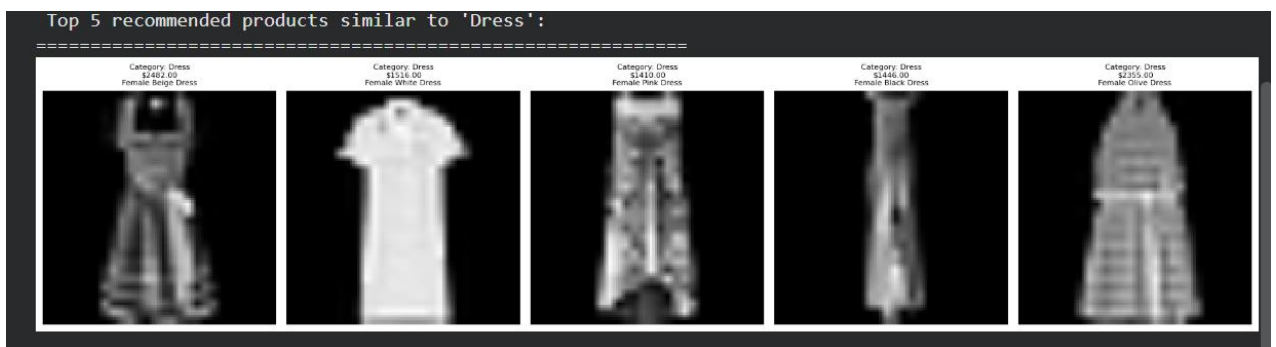 Top 5 recommended products similar to 'Dress':
============================================================
Category: Dress
$2482.00
Female Beige Dress
Category: Dress
$1516.00
Female White Dress
Category: Dress
$1410.00
Female Pink Dress
Category: Dress
$1446.00
Female Black Dress
Category: Dress
$2355.00
Female Olive Dress